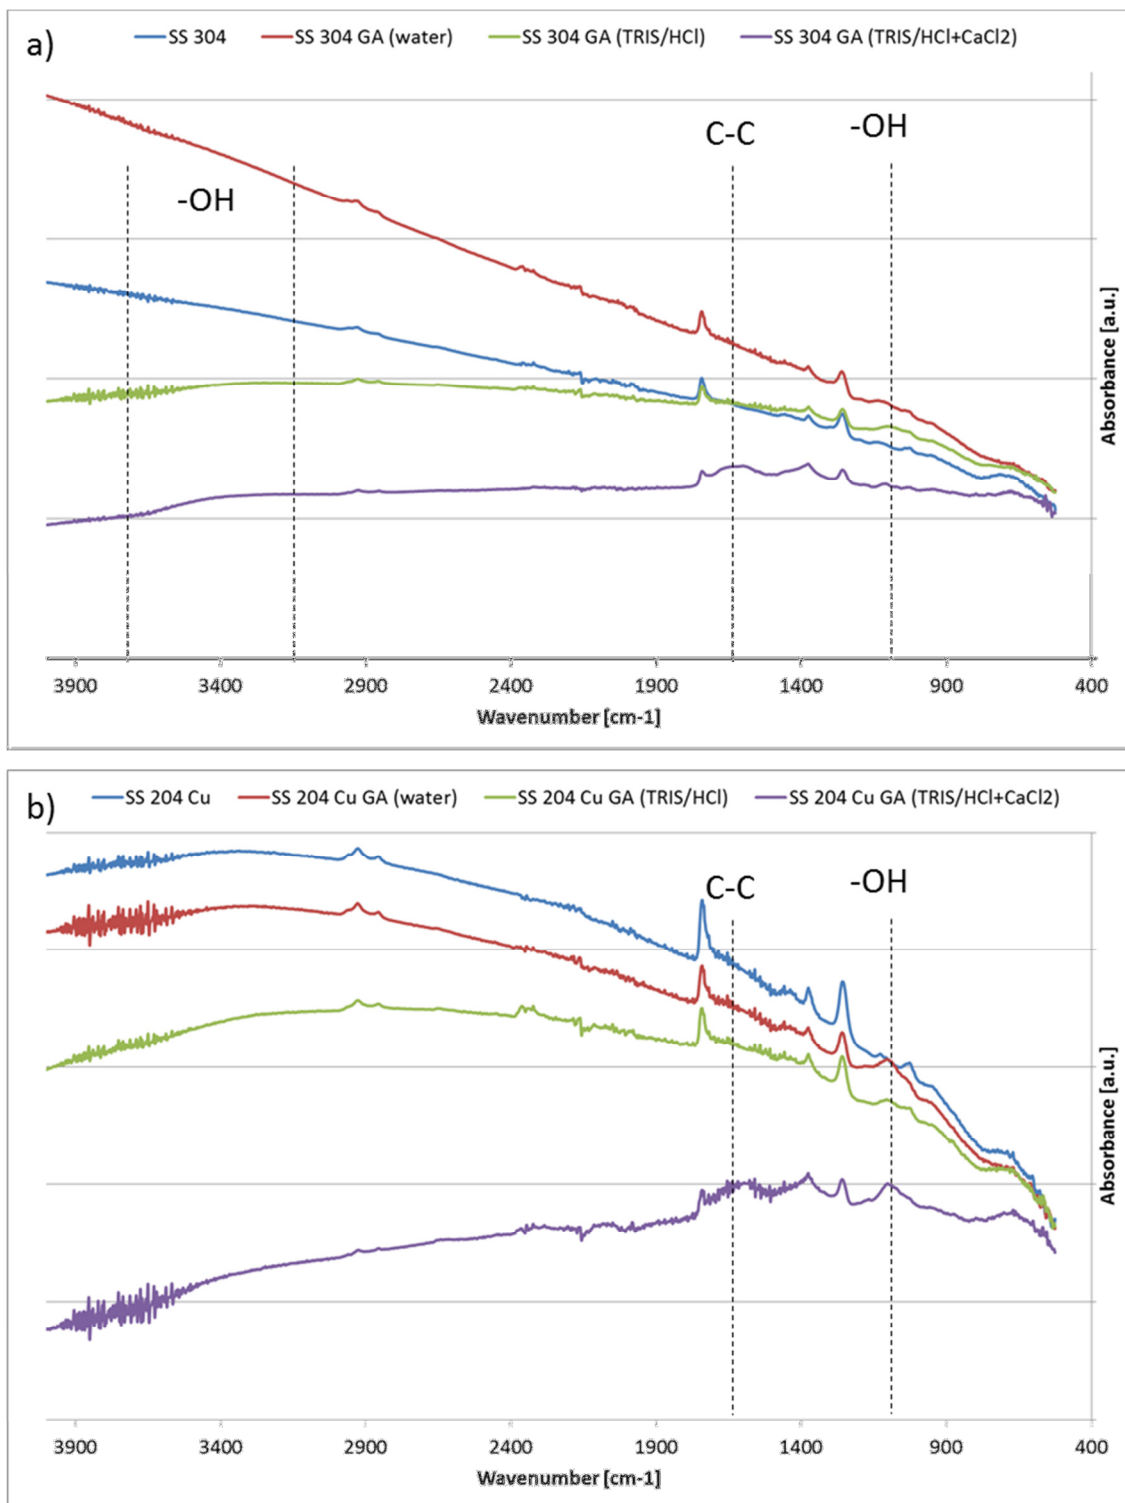 a)
SS 304 SS 304 GA (water) SS 304 GA (TRIS/HCl) SS 304 GA (TRIS/HCl+CaCl2)
C-C
-OH
-OH
Absorbance [a.u.]
3900 3400 2900 2400 1900 1400 900 400
Wavenumber [cm-1]
b)
SS 204 Cu SS 204 Cu GA (water) SS 204 Cu GA (TRIS/HCl) SS 204 Cu GA (TRIS/HCl+CaCl2)
C-C
-OH
Absorbance [a.u.]
3900 3400 2900 2400 1900 1400 900 400
Wavenumber [cm-1]